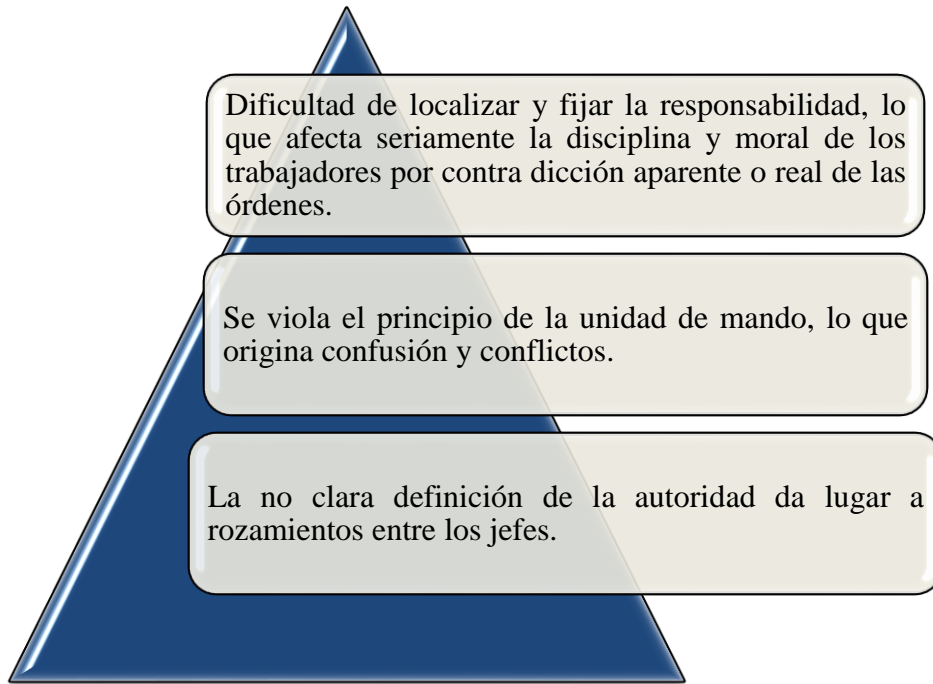 Dificultad de localizar y fijar la responsabilidad, lo
que afecta seriamente la disciplina y moral de los
trabajadores por contra dicción aparente o real de las
órdenes.
Se viola el principio de la unidad de mando, lo que
origina confusión y conflictos.
La no clara definición de la autoridad da lugar a
rozamientos entre los jefes.